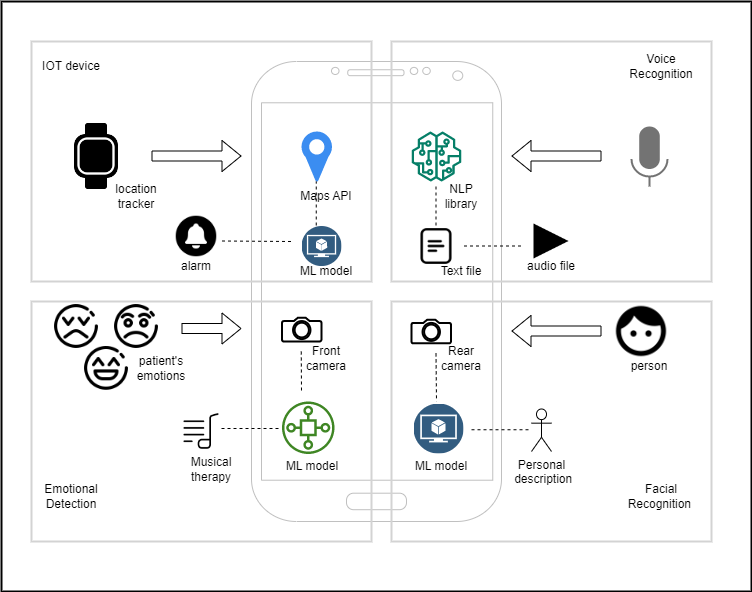 IOT device
location
tracker
Maps API
alarm
ML model
Voice
Recognition
NLP
library
Text file
audio file
patient's
emotions
Front
camera
Musical
therapy
ML model
Emotional
Detection
Rear
camera
person
ML model
Personal
description
Facial
Recognition